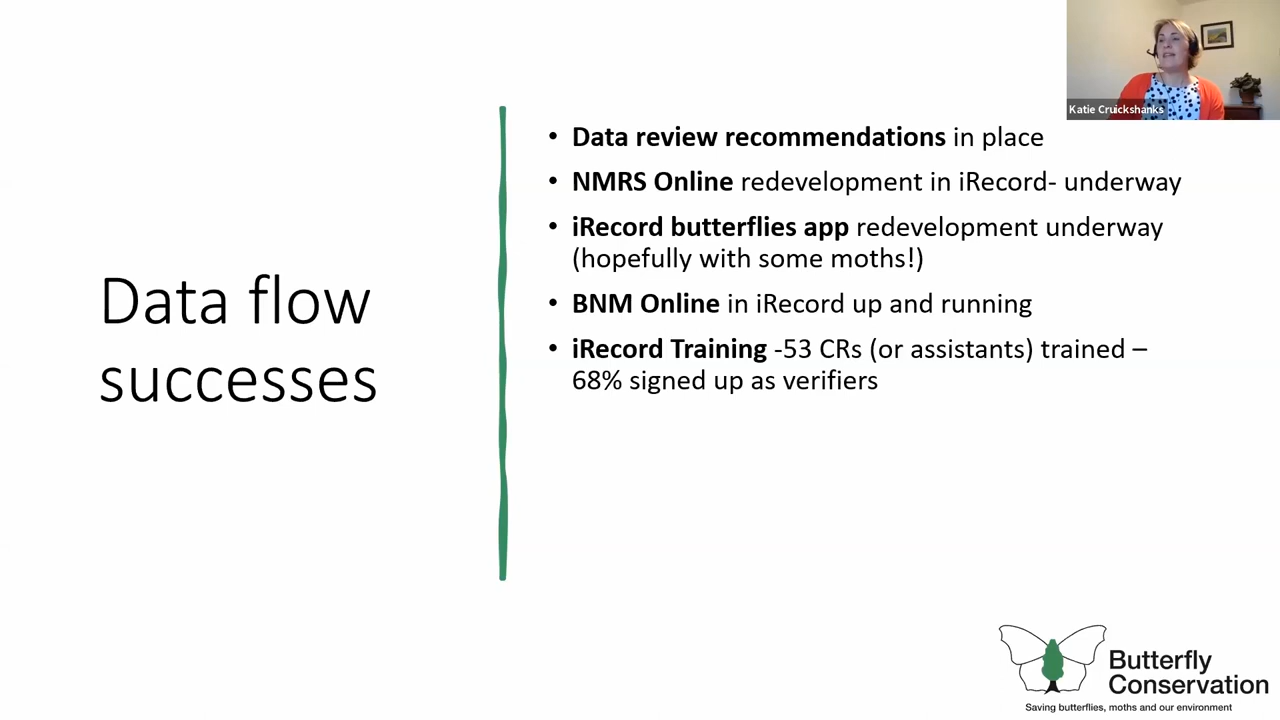 Katie Cruickshanks
Data flow
successes
• Data review recommendations in place
• NMRS Online redevelopment in iRecord- underway
• iRecord butterflies app redevelopment underway
(hopefully with some moths!)
• BNM Online in iRecord up and running
• iRecord Training -53 CRs (or assistants) trained –
68% signed up as verifiers
Butterfly
Conservation
Saving butterflies, moths and our environment